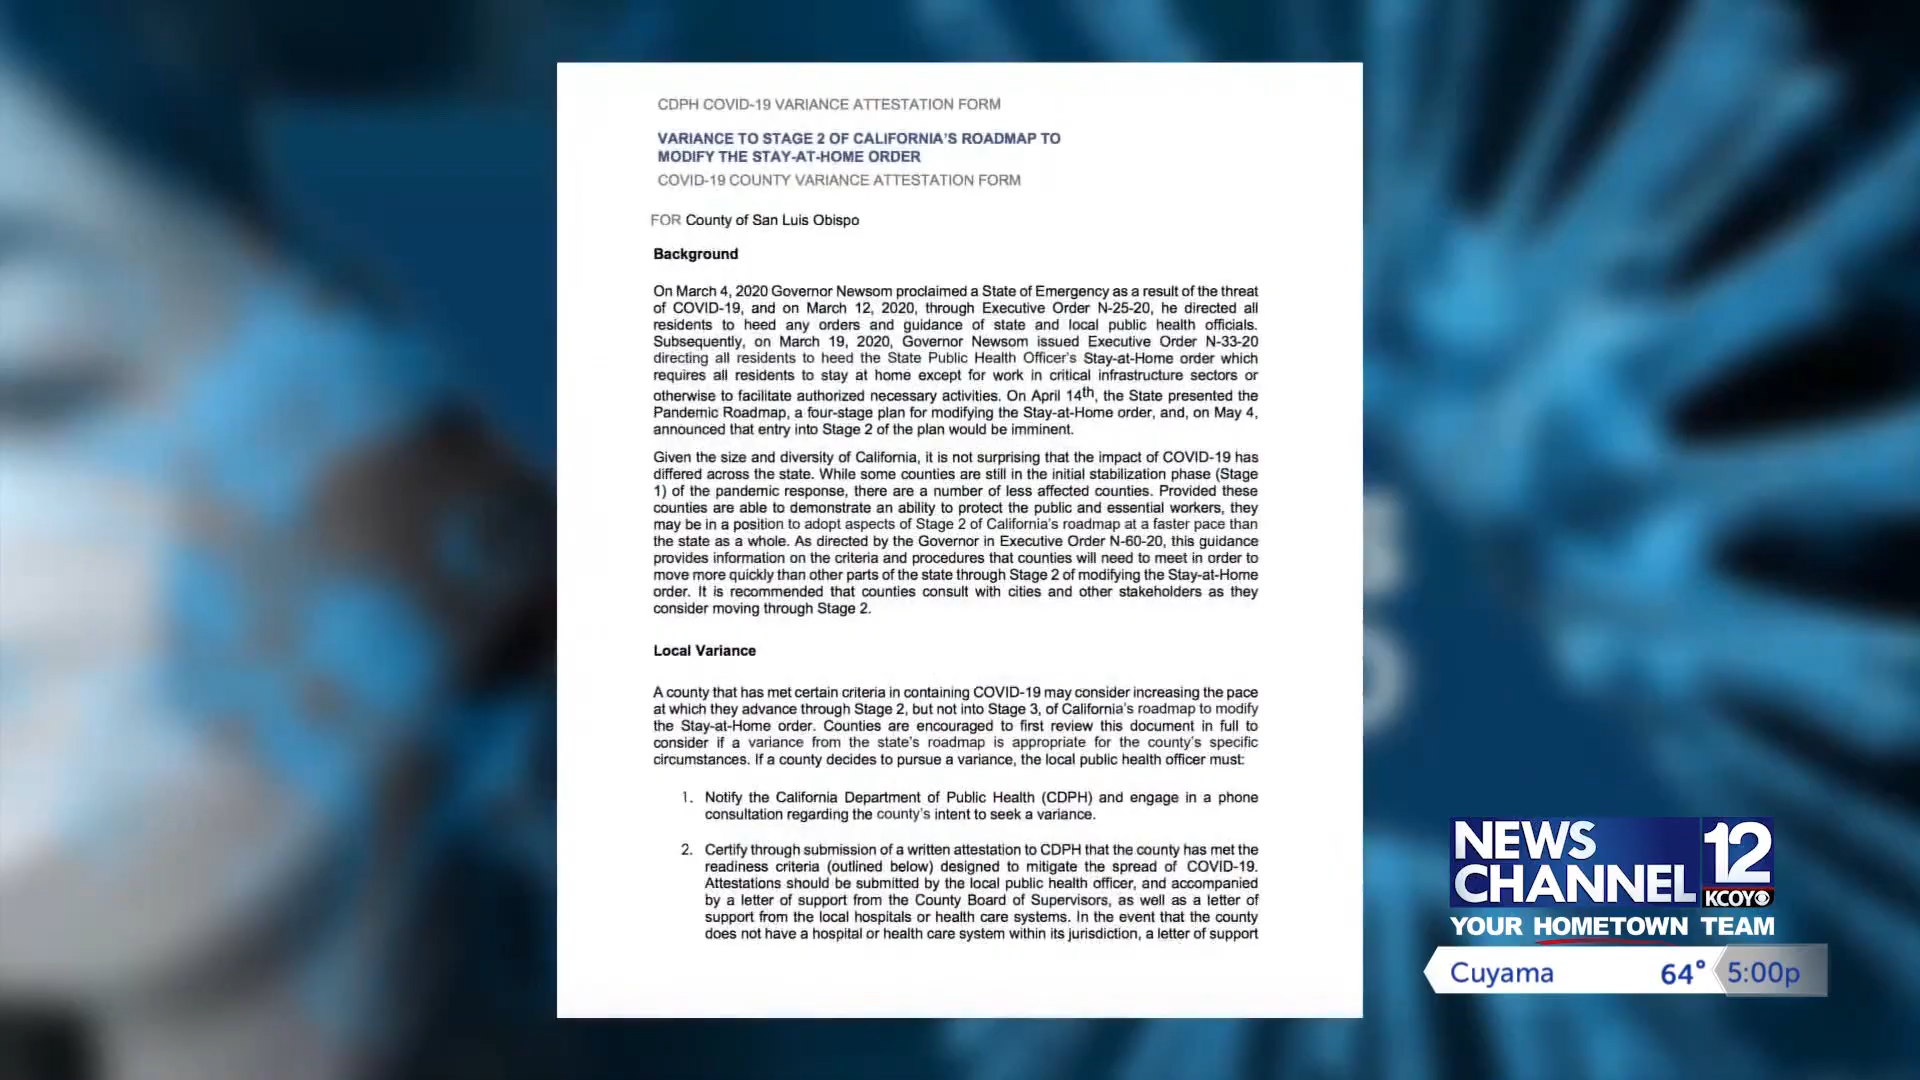 CDPH COVID-19 VARIANCE ATTESTATION FORM
VARIANCE TO STAGE 2 OF CALIFORNIA'S ROADMAP TO
MODIFY THE STAY-AT-HOME ORDER
COVID-19 COUNTY VARIANCE ATTESTATION FORM
FOR County of San Luis Obispo
Background
On March 4, 2020 Governor Newsom proclaimed a State of Emergency as a result of the threat
of COVID-19, and on March 12, 2020, through Executive Order N-25-20, he directed all
residents to heed any orders and guidance of state and local public health officials.
Subsequently, on March 19, 2020, Governor Newsom issued Executive Order N-33-20
directing all residents to heed the State Public Health Officer's Stay-at-Home order which
requires all residents to stay at home except for work in critical infrastructure sectors or
otherwise to facilitate authorized necessary activities. On April 14th, the State presented the
Pandemic Roadmap, a four-stage plan for modifying the Stay-at-Home order, and, on May 4,
announced that entry into Stage 2 of the plan would be imminent.
Given the size and diversity of California, it is not surprising that the impact of COVID-19 has
differed across the state. While some counties are still in the initial stabilization phase (Stage
1) of the pandemic response, there are a number of less affected counties. Provided these
counties are able to demonstrate an ability to protect the public and essential workers, they
may be in a position to adopt aspects of Stage 2 of California's roadmap at a faster pace than
the state as a whole. As directed by the Governor in Executive Order N-60-20, this guidance
provides information on the criteria and procedures that counties will need to meet in order to
move more quickly than other parts of the state through Stage 2 of modifying the Stay-at-Home
order. It is recommended that counties consult with cities and other stakeholders as they
consider moving through Stage 2.
Local Variance
A county that has met certain criteria in containing COVID-19 may consider increasing the pace
at which they advance through Stage 2, but not into Stage 3, of California's roadmap to modify
the Stay-at-Home order. Counties are encouraged to first review this document in full to
consider if a variance from the state's roadmap is appropriate for the county's specific
circumstances. If a county decides to pursue a variance, the local public health officer must:
1. Notify the California Department of Public Health (CDPH) and engage in a phone
consultation regarding the county's intent to seek a variance.
2. Certify through submission of a written attestation to CDPH that the county has met the
readiness criteria (outlined below) designed to mitigate the spread of COVID-19.
Attestations should be submitted by the local public health officer, and accompanied
by a letter of support from the County Board of Supervisors, as well as a letter of
support from the local hospitals or health care systems. In the event that the county
does not have a hospital or health care system within its jurisdiction, a letter of support
NEWS
CHANNEL 12
KCOY
YOUR HOMETOWN TEAM
Cuyama 64° 5:00p